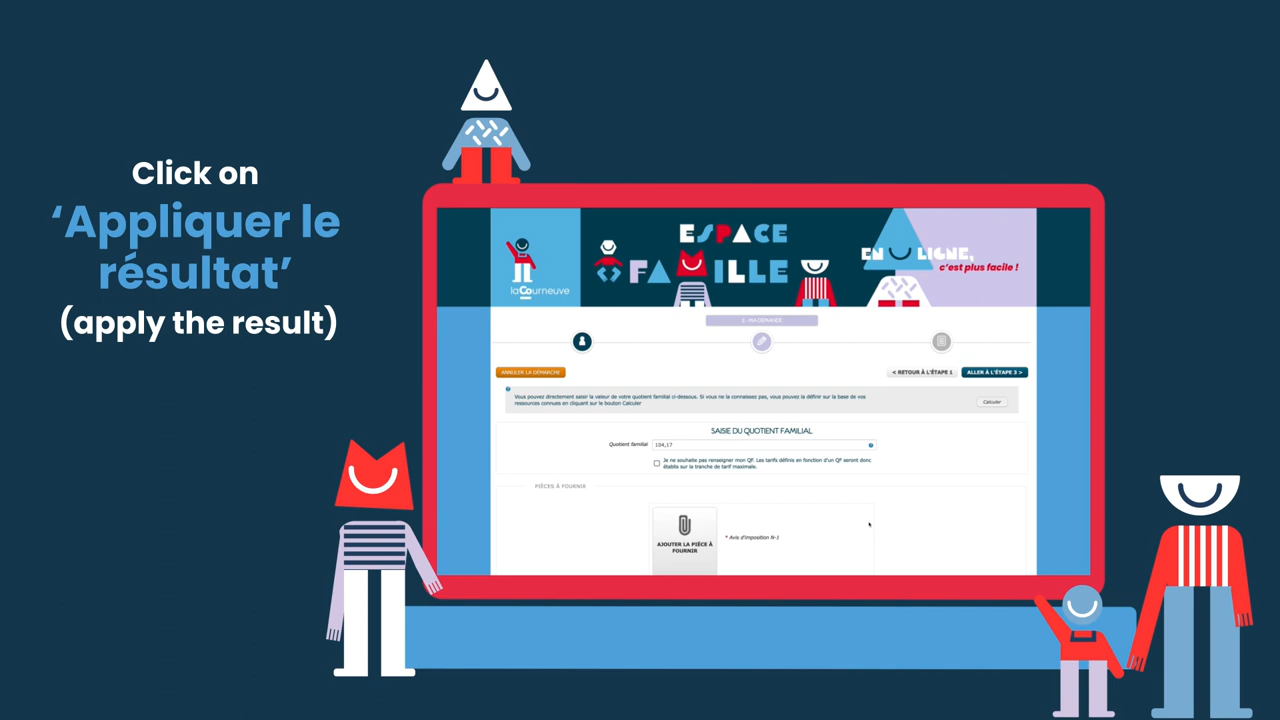 Click on
‘Appliquer le
résultat’
(apply the result)
laCourneuve
ESPACE
FAMILLE
EN LIGNE,
c’est plus facile !
2 - MA DEMANDE
ANNULER LA DÉMARCHE
< RETOUR À L’ÉTAPE 1
ALLER À L’ÉTAPE 3 >
Vous pouvez directement saisir la valeur de votre quotient familial ci-dessous. Si vous ne la connaissez pas, vous pouvez la définir sur la base de vos
ressources connues en cliquant sur le bouton Calculer
Calculer
SAISIE DU QUOTIENT FAMILIAL
Quotient familial
104,17
Je ne souhaite pas renseigner mon QF. Les tarifs définis en fonction d’un QF seront donc
établis sur la tranche de tarif maximale.
PIÈCES À FOURNIR
AJOUTER LA PIÈCE À
FOURNIR
* Avis d’imposition N-1